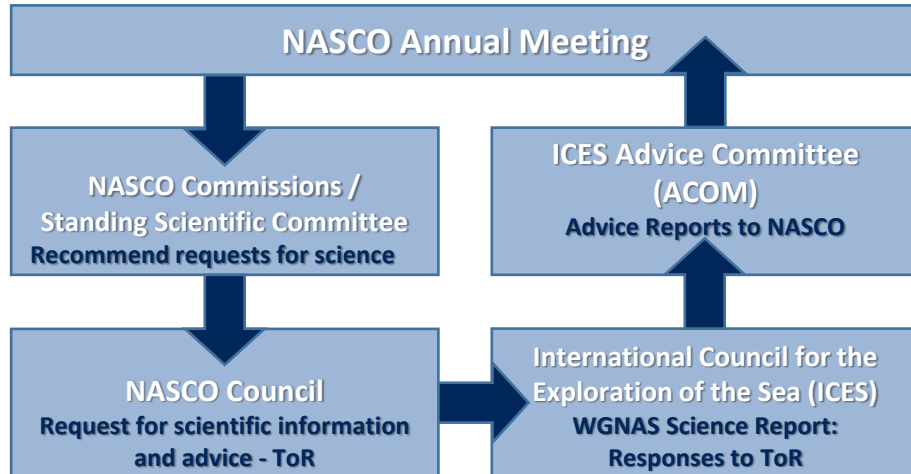 NASCO Annual Meeting
NASCO Commissions /
Standing Scientific Committee
Recommend requests for science
ICES Advice Committee
(ACOM)
Advice Reports to NASCO
NASCO Council
Request for scientific information
and advice - ToR
International Council for the
Exploration of the Sea (ICES)
WGNAS Science Report:
Responses to ToR